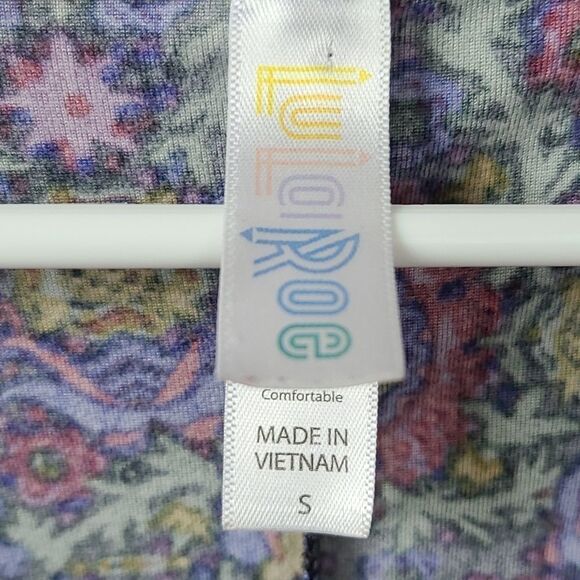 LuLaRoe
Comfortable
MADE IN
VIETNAM
S